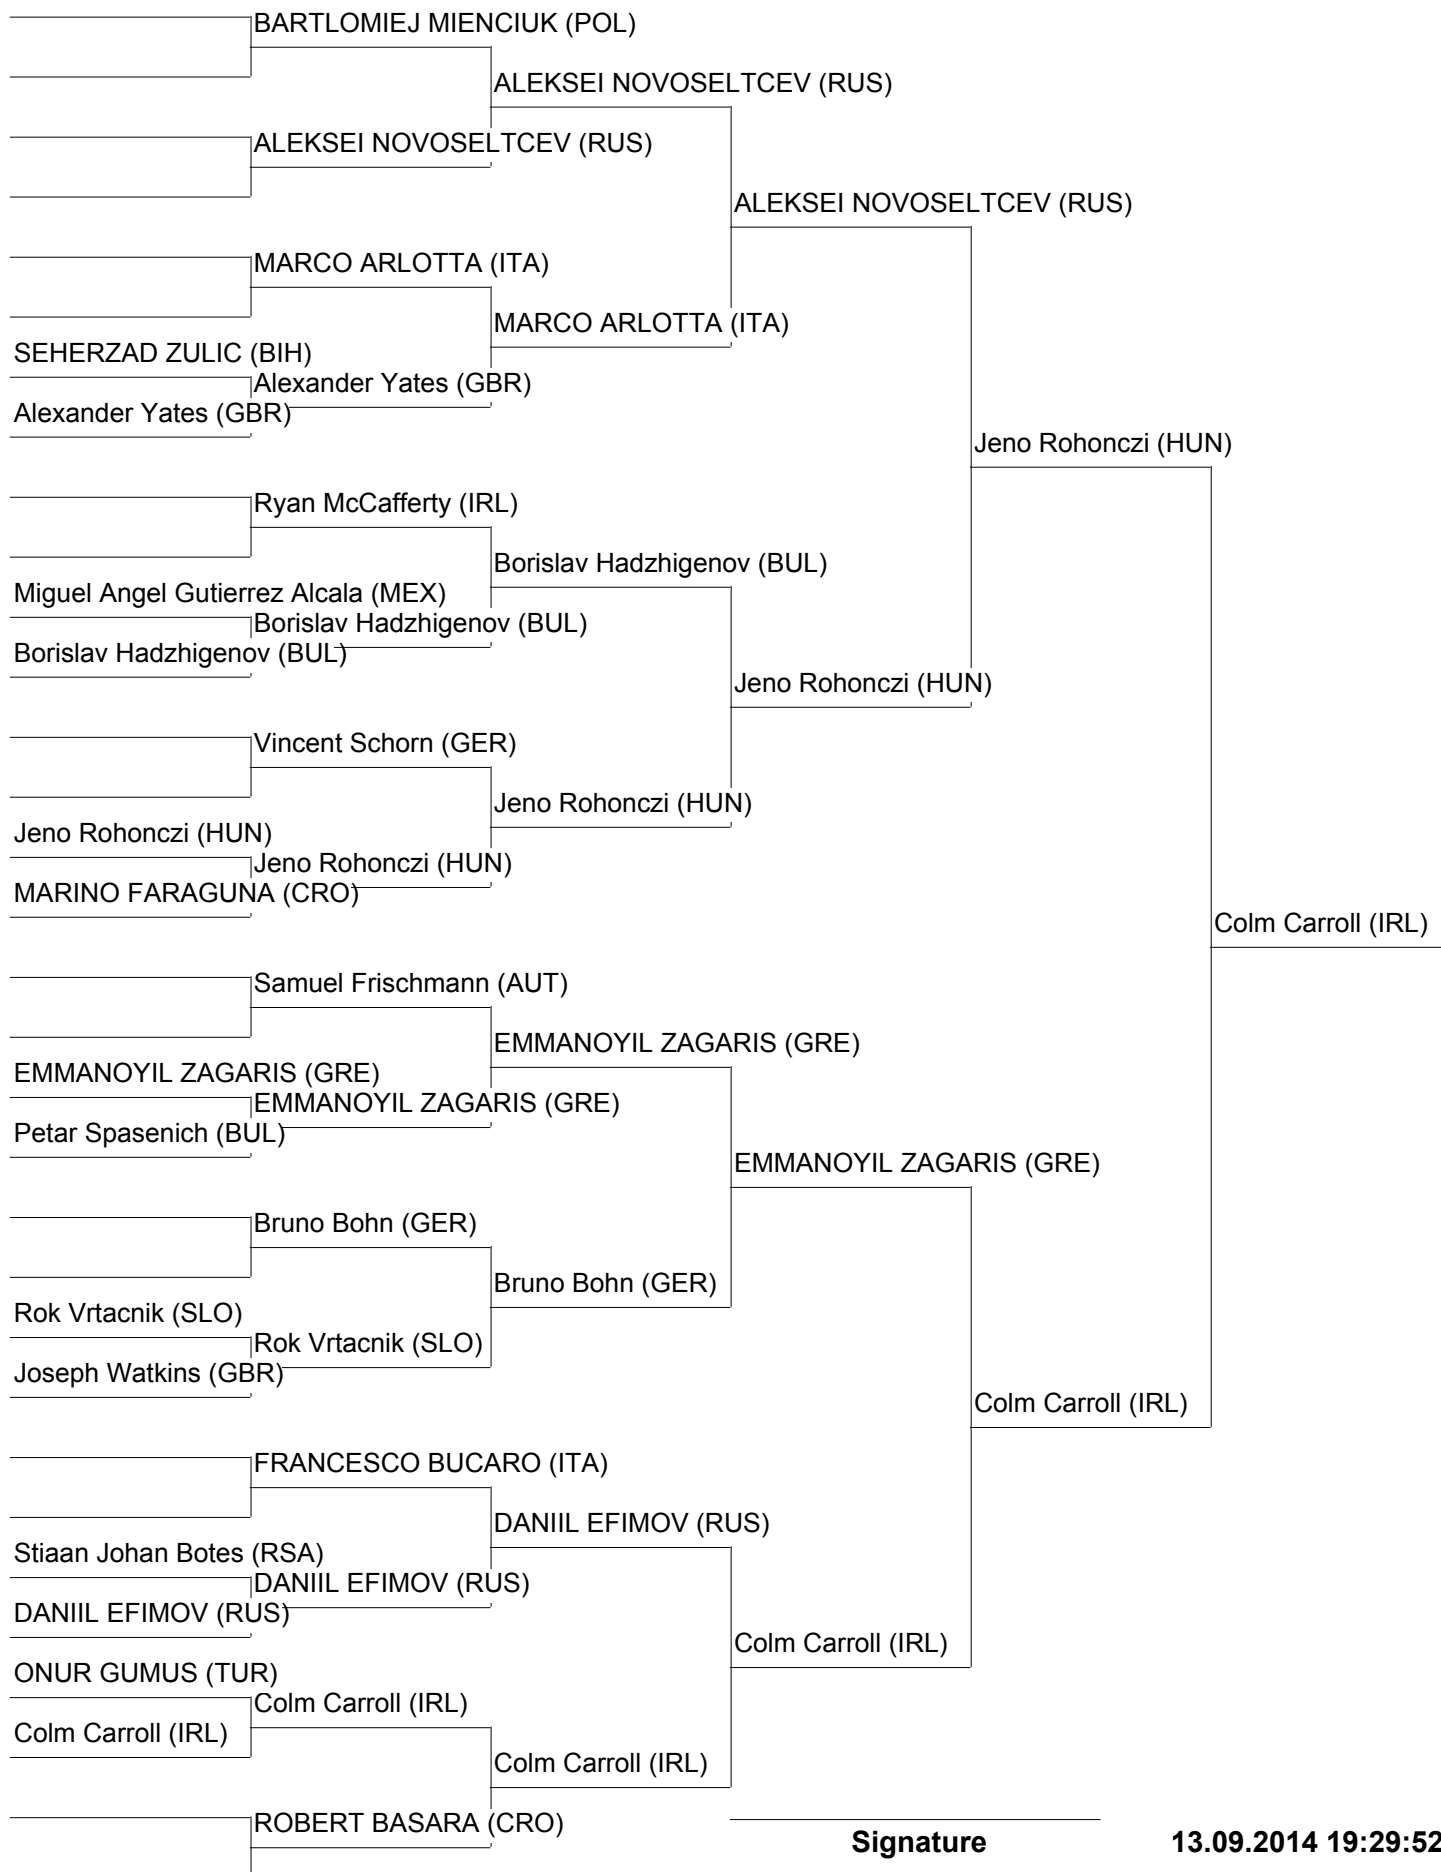 BARTLOMIEJ MIENCIUK (POL)
ALEKSEI NOVOSELTCEV (RUS)
ALEKSEI NOVOSELTCEV (RUS)
ALEKSEI NOVOSELTCEV (RUS)
MARCO ARLOTTA (ITA)
MARCO ARLOTTA (ITA)
SEHERZAD ZULIC (BIH)
Alexander Yates (GBR)
Alexander Yates (GBR)
Jeno Rohonczi (HUN)
Ryan McCafferty (IRL)
Borislav Hadzhigenov (BUL)
Miguel Angel Gutierrez Alcala (MEX)
Borislav Hadzhigenov (BUL)
Borislav Hadzhigenov (BUL)
Jeno Rohonczi (HUN)
Vincent Schorn (GER)
Jeno Rohonczi (HUN)
Jeno Rohonczi (HUN)
Jeno Rohonczi (HUN)
MARINO FARAGUNA (CRO)
Colm Carroll (IRL)
Samuel Frischmann (AUT)
EMMANOYIL ZAGARIS (GRE)
EMMANOYIL ZAGARIS (GRE)
EMMANOYIL ZAGARIS (GRE)
Petar Spasenich (BUL)
EMMANOYIL ZAGARIS (GRE)
Bruno Bohn (GER)
Bruno Bohn (GER)
Rok Vrtacnik (SLO)
Rok Vrtacnik (SLO)
Joseph Watkins (GBR)
Colm Carroll (IRL)
FRANCESCO BUCARO (ITA)
DANIIL EFIMOV (RUS)
Stiaan Johan Botes (RSA)
DANIIL EFIMOV (RUS)
DANIIL EFIMOV (RUS)
Colm Carroll (IRL)
ONUR GUMUS (TUR)
Colm Carroll (IRL)
Colm Carroll (IRL)
Colm Carroll (IRL)
ROBERT BASARA (CRO)
Signature 13.09.2014 19:29:52